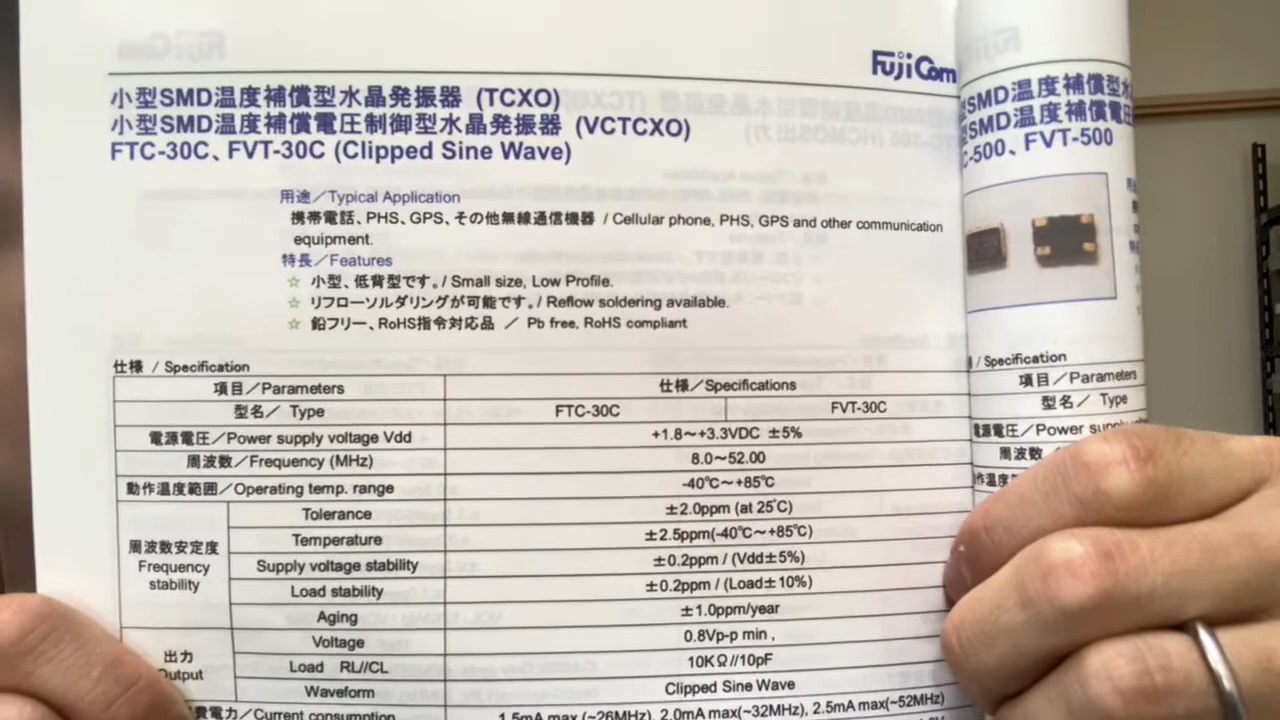 FujiCom
小型SMD温度補償型水晶発振器 (TCXO)
小型SMD温度補償電圧制御型水晶発振器 (VCTCXO)
FTC-30C、FVT-30C (Clipped Sine Wave)
用途／Typical Application
携帯電話、PHS、GPS、その他無線通信機器 / Cellular phone, PHS, GPS and other communication
equipment.
特長／Features
☆ 小型、低背型です。/ Small size, Low Profile.
☆ リフローソルダリングが可能です。/ Reflow soldering available.
☆ 鉛フリー、RoHS指令対応品 ／ Pb free, RoHS compliant
仕様 / Specification
項目／Parameters 仕様／Specifications
型名／ Type FTC-30C FVT-30C
電源電圧／Power supply voltage Vdd +1.8～+3.3VDC ±5%
周波数／Frequency (MHz) 8.0～52.00
動作温度範囲／Operating temp. range -40℃～+85℃
周波数安定度
Frequency
stability
Tolerance ±2.0ppm (at 25℃)
Temperature ±2.5ppm(-40℃～+85℃)
Supply voltage stability ±0.2ppm / (Vdd±5%)
Load stability ±0.2ppm / (Load±10%)
Aging ±1.0ppm/year
出力
Output
Voltage 0.8Vp-p min ,
Load RL//CL 10KΩ//10pF
Waveform Clipped Sine Wave
費電力／Current consumption 1.5mA max (~26MHz), 2.0mA max(~32MHz), 2.5mA max(~52MHz)
型SMD温度補償型水
型SMD温度補償電圧
C-500、FVT-500
/ Specification
項目／Parameters
型名／ Type
電源電圧／Power supply
周波数
動作温度